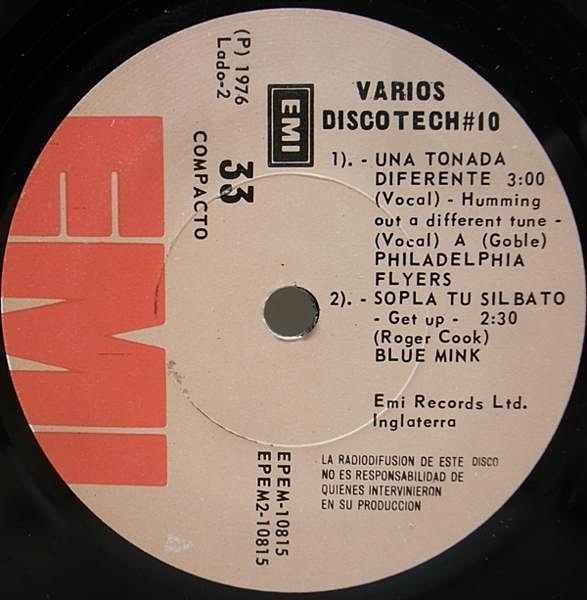 EMI
(P) 1976
Lado-2
33
COMPACTO
EMI
VARIOS
DISCOTECH#10
1). - UNA TONADA
DIFERENTE 3:00
(Vocal) - Humming
out a different tune -
(Vocal) A (Goble)
PHILADELPHIA
FLYERS
2). - SOPLA TU SILBATO
- Get up - 2:30
(Roger Cook)
BLUE MINK
Emi Records Ltd.
Inglaterra
LA RADIODIFUSION DE ESTE DISCO
NO ES RESPONSABILIDAD DE
QUIENES INTERVINIERON
EN SU PRODUCCION
EPEM-10815
EPEM2-10815